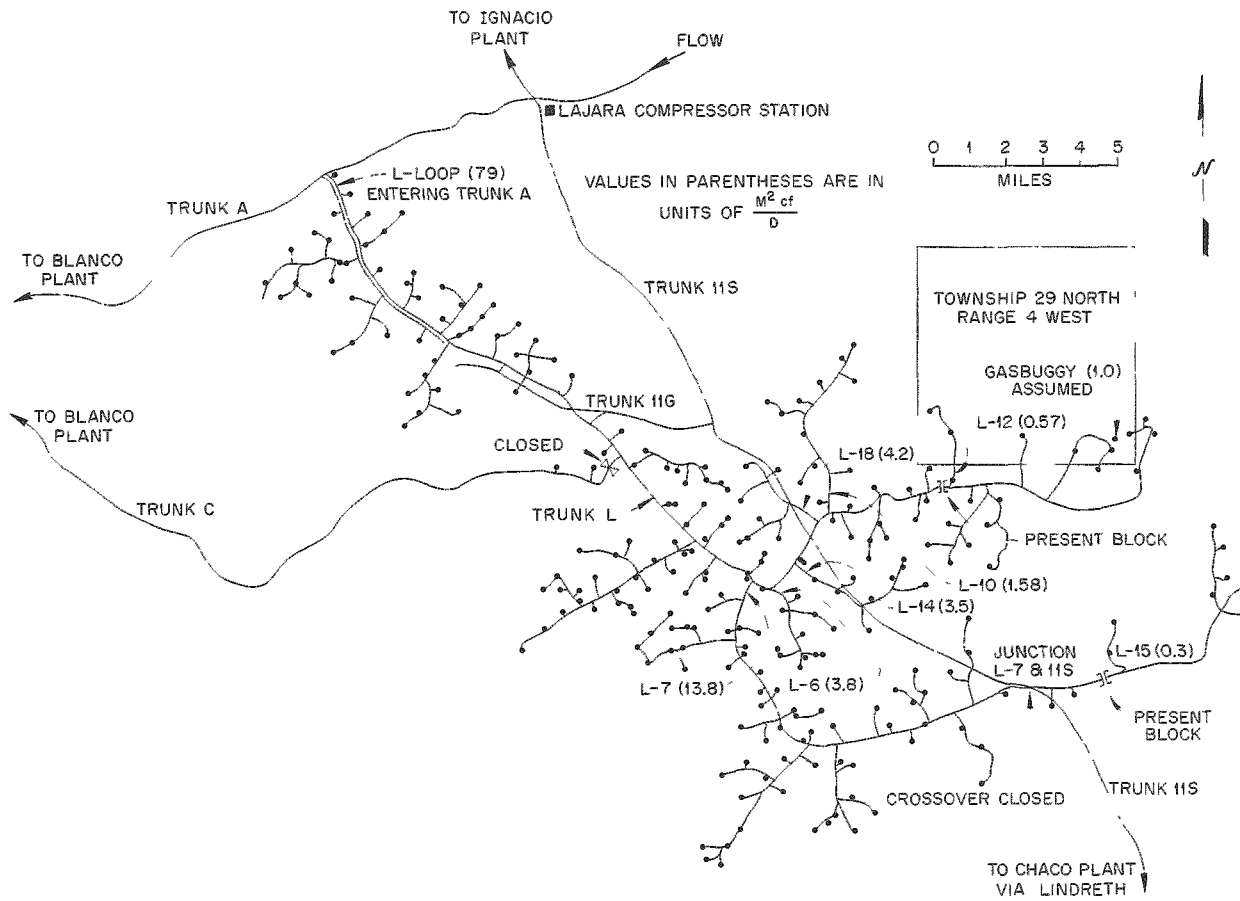 TO IGNACIO
PLANT
FLOW
LAJARA COMPRESSOR STATION
L-LOOP (79)
ENTERING TRUNK A
VALUES IN PARENTHESES ARE IN
UNITS OF M² cf
D
0 1 2 3 4 5
MILES
N
TRUNK A
TO BLANCO
PLANT
TRUNK 11S
TOWNSHIP 29 NORTH
RANGE 4 WEST
GASBUGGY (1.0)
ASSUMED
L-12 (0.57)
TRUNK 11G
TO BLANCO
PLANT
CLOSED
L-18 (4.2)
TRUNK C
TRUNK L
PRESENT BLOCK
L-10 (1.58)
L-14 (3.5)
JUNCTION
L-7 & 11S
L-15 (0.3)
L-7 (13.8)
L-6 (3.8)
PRESENT
BLOCK
CROSSOVER CLOSED
TRUNK 11S
TO CHACO PLANT
VIA LINDRETH